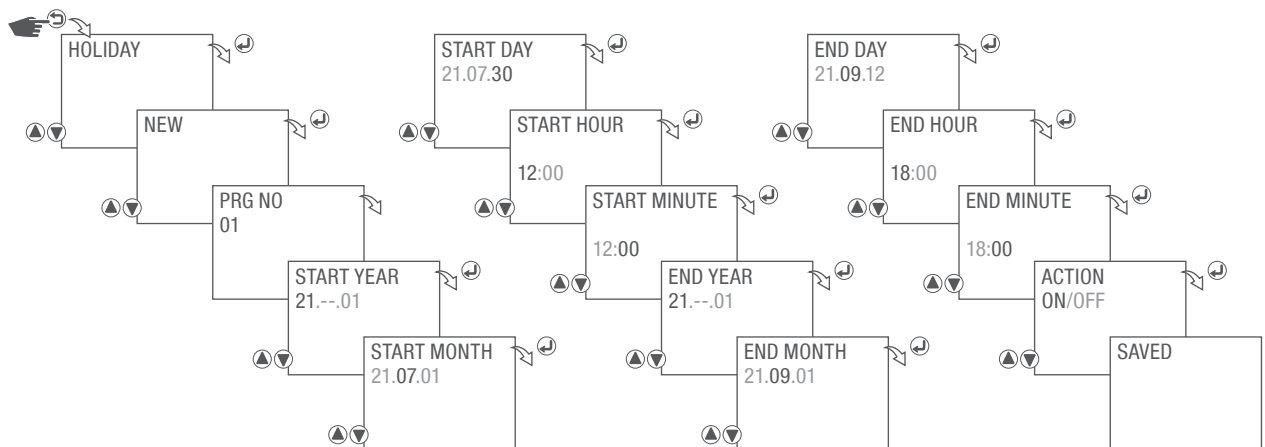 HOLIDAY
NEW
PRG NO
01
START YEAR
21.--.01
START MONTH
21.07.01
START DAY
21.07.30
START HOUR
12:00
START MINUTE
12:00
END YEAR
21.--.01
END MONTH
21.09.01
END DAY
21.09.12
END HOUR
18:00
END MINUTE
18:00
ACTION
ON/OFF
SAVED